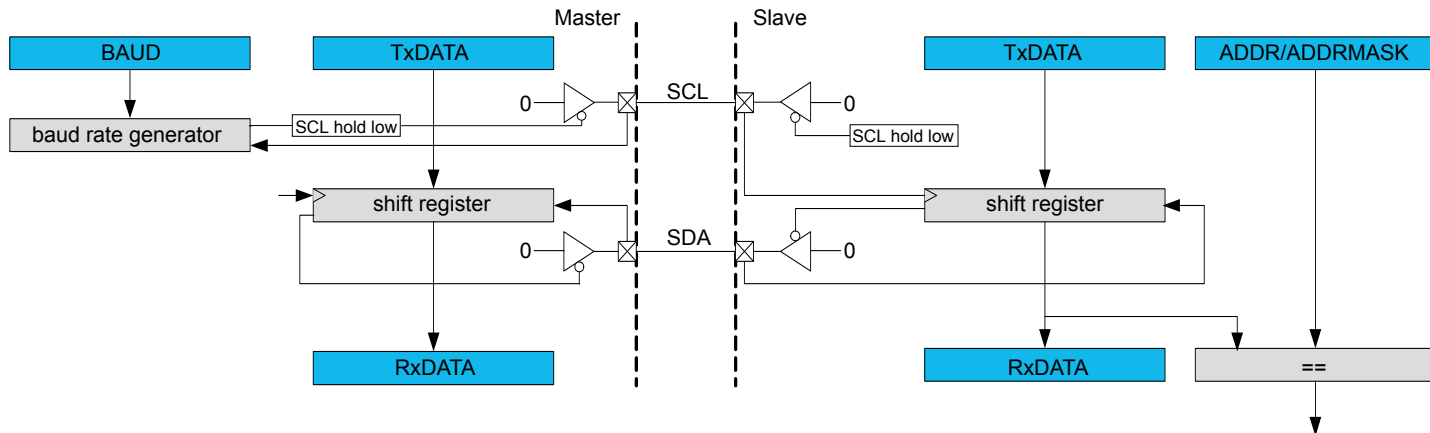 Master
Slave
BAUD
TxDATA
TxDATA
ADDR/ADDRMASK
0
SCL
0
baud rate generator
SCL hold low
SCL hold low
shift register
shift register
0
SDA
0
RxDATA
RxDATA
==